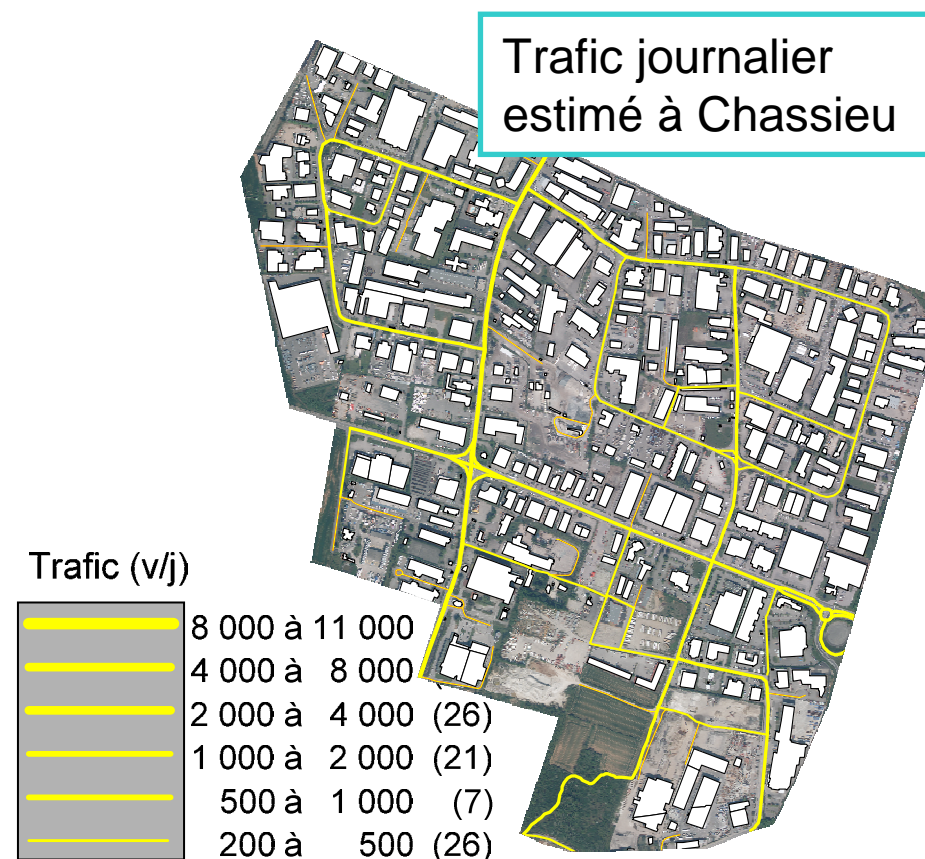 Trafic journalier
estimé à Chassieu
Trafic (v/j)
8 000 à 11 000
4 000 à 8 000
2 000 à 4 000 (26)
1 000 à 2 000 (21)
500 à 1 000 (7)
200 à 500 (26)